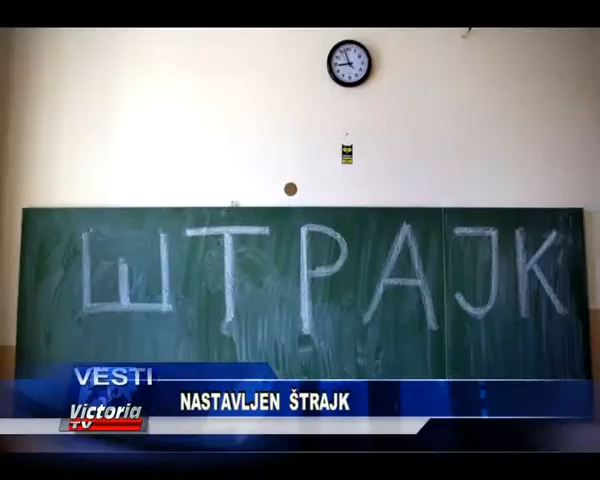 ШТРАЈК
VESTI
NASTAVLJEN ŠTRAJK
Victoria
TV